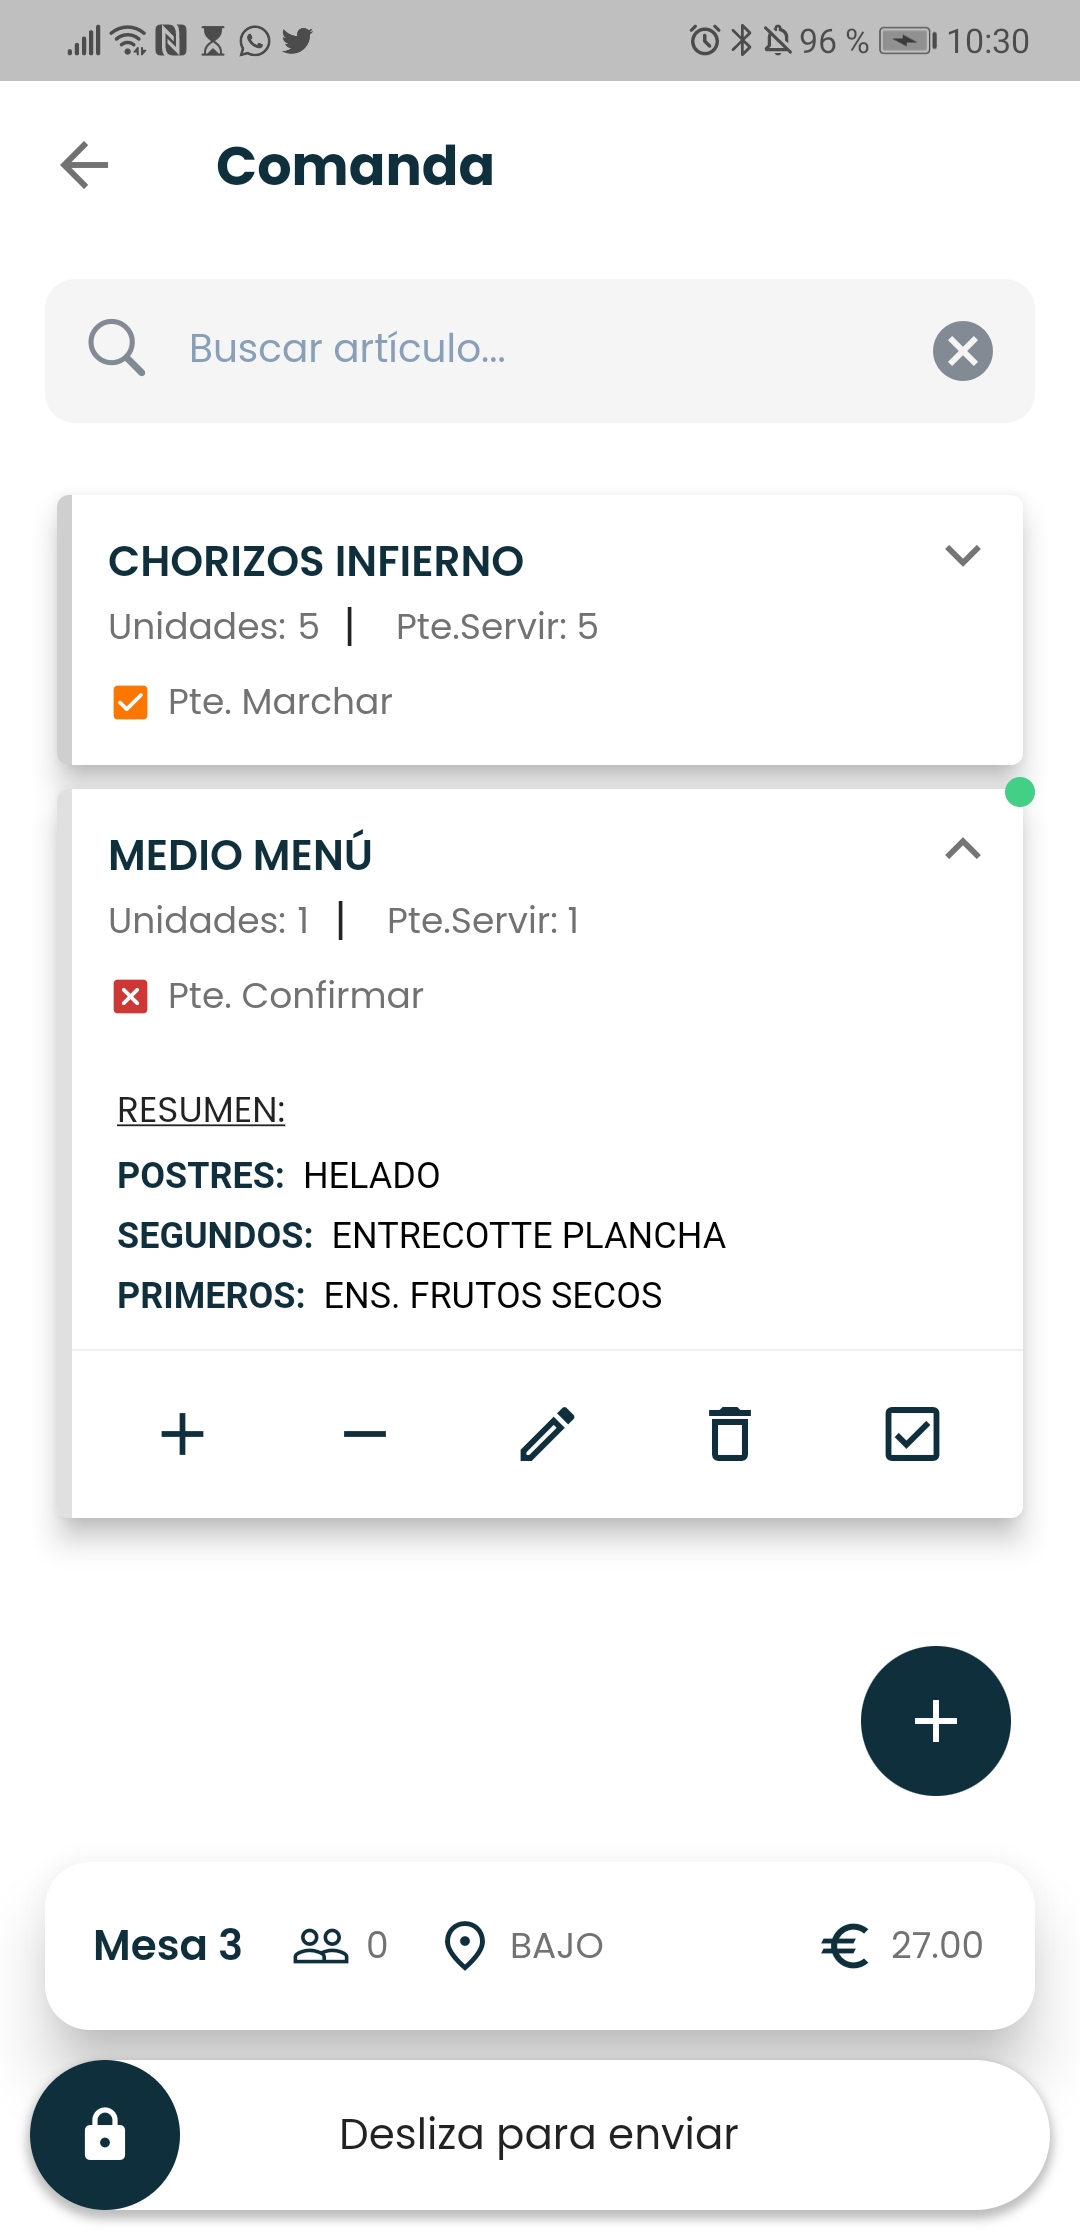 96 % 10:30
Comanda
Buscar artículo...
CHORIZOS INFIERNO
Unidades: 5 | Pte.Servir: 5
Pte. Marchar
MEDIO MENÚ
Unidades: 1 | Pte.Servir: 1
Pte. Confirmar
RESUMEN:
POSTRES: HELADO
SEGUNDOS: ENTRECOTTE PLANCHA
PRIMEROS: ENS. FRUTOS SECOS
Mesa 3 0 BAJO € 27.00
Desliza para enviar